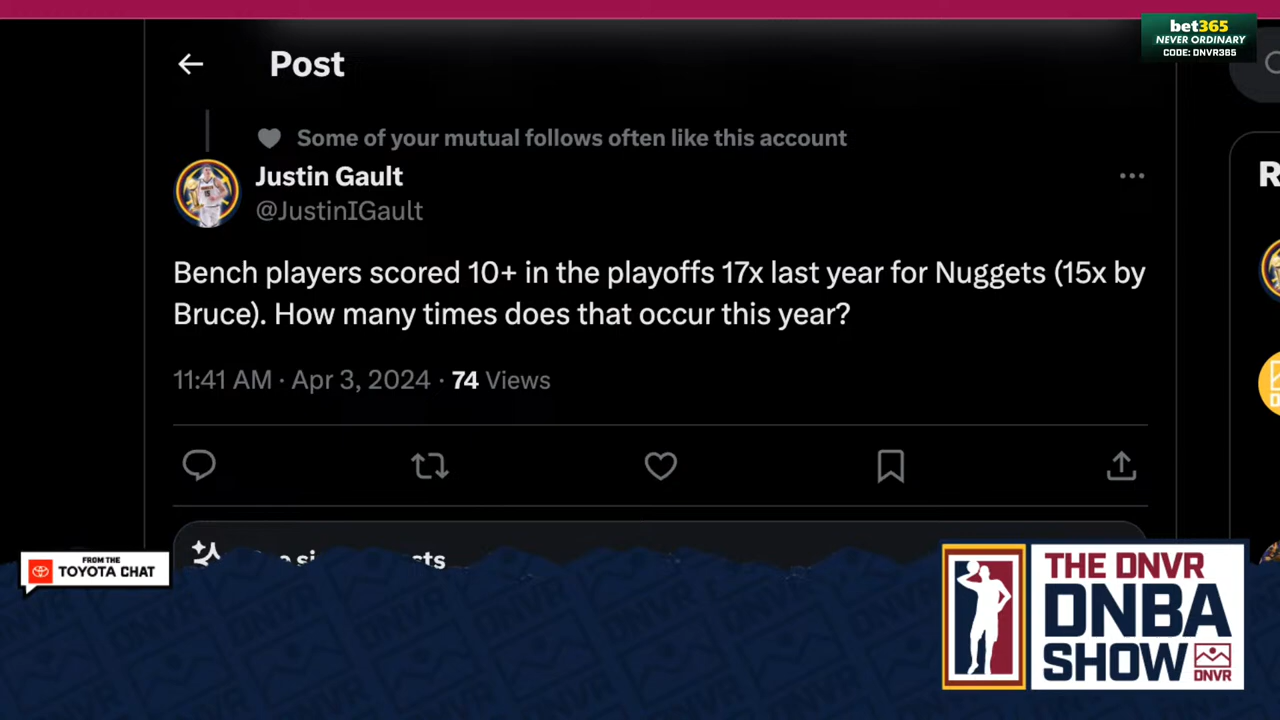 bet365
NEVER ORDINARY
CODE: DNVR365
Post
Some of your mutual follows often like this account
Justin Gault
@JustinIGault
Bench players scored 10+ in the playoffs 17x last year for Nuggets (15x by
Bruce). How many times does that occur this year?
11:41 AM · Apr 3, 2024 · 74 Views
FROM THE
TOYOTA CHAT
THE DNVR
DNBA
SHOW
DNVR